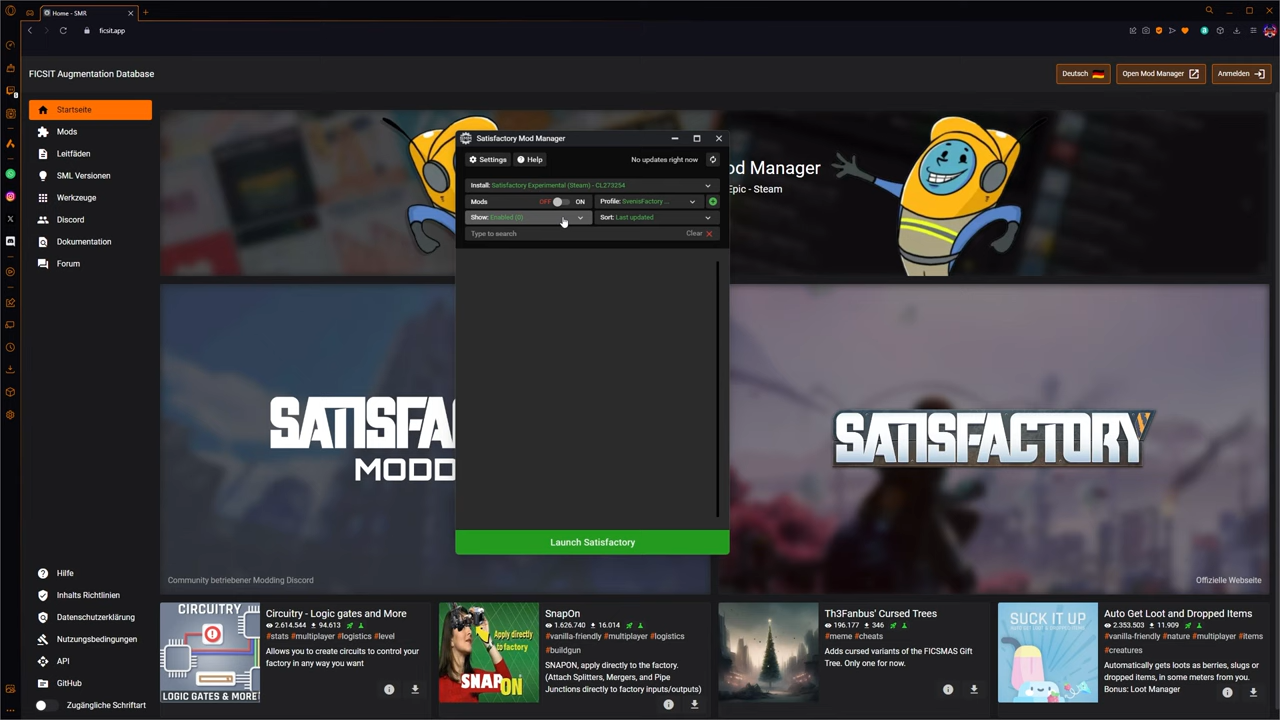 Home - SMR
ficsit.app
FICSIT Augmentation Database
Deutsch
Open Mod Manager
Anmelden
Startseite
Mods
Leitfäden
SML Versionen
Werkzeuge
Discord
Dokumentation
Forum
Hilfe
Inhalts Richtlinien
Datenschutzerklärung
Nutzungsbedingungen
API
GitHub
Zugängliche Schriftart
od Manager
Epic - Steam
Satisfactory Mod Manager
Settings
Help
No updates right now
Install: Satisfactory Experimental (Steam) - CL273254
Mods OFF ON
Profile: SvenisFactory ...
Show: Enabled (0)
Sort: Last updated
Type to search
Clear
Launch Satisfactory
SATISFA
MODD
Community betriebener Modding Discord
SATISFACTORY
Offizielle Webseite
CIRCUITRY
LOGIC GATES & MORE
Circuitry - Logic gates and More
2.614.544 94.613
#stats #multiplayer #logistics #level
Allows you to create circuits to control your
factory in any way you want
Apply directly
to factory
SNAPON
SnapOn
1.626.740 16.014
#vanilla-friendly #multiplayer #logistics
#buildgun
SNAPON, apply directly to the factory.
(Attach Splitters, Mergers, and Pipe
Junctions directly to factory inputs/outputs)
Th3Fanbus' Cursed Trees
196.177 346
#meme #cheats
Adds cursed variants of the FICSMAS Gift
Tree. Only one for now.
SUCK IT UP
Auto Get Loot and Dropped Items
2.353.503 11.909
#vanilla-friendly #nature #multiplayer #items
#creatures
Automatically gets loots as berries, slugs or
dropped items, in some meters from you.
Bonus: Loot Manager